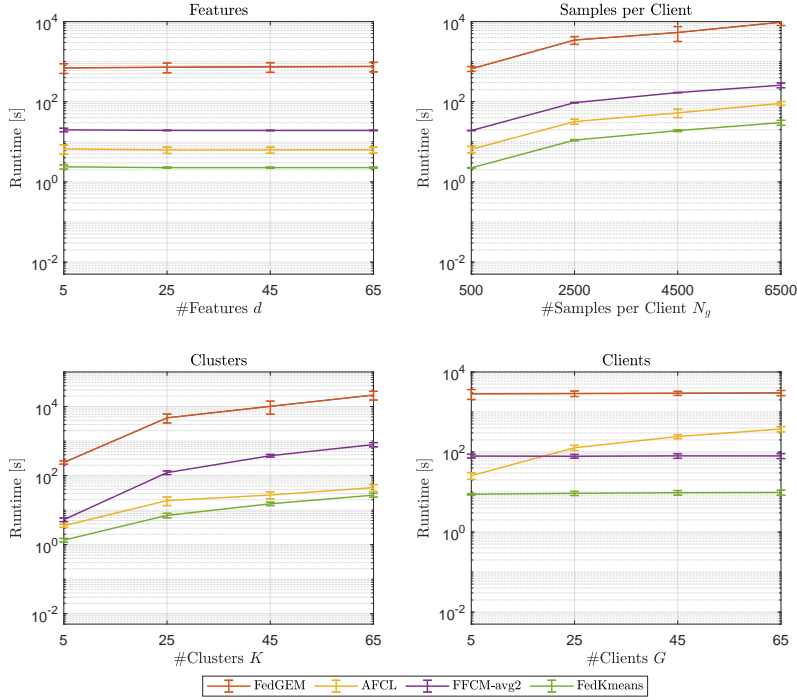 Features
Runtime [s]
10^4
10^2
10^0
10^-2
5
25
45
65
#Features d
Samples per Client
Runtime [s]
10^4
10^2
10^0
10^-2
500
2500
4500
6500
#Samples per Client N_g
Clusters
Runtime [s]
10^4
10^2
10^0
10^-2
5
25
45
65
#Clusters K
Clients
Runtime [s]
10^4
10^2
10^0
10^-2
5
25
45
65
#Clients G
FedGEM AFCL FFCM-avg2 FedKmeans